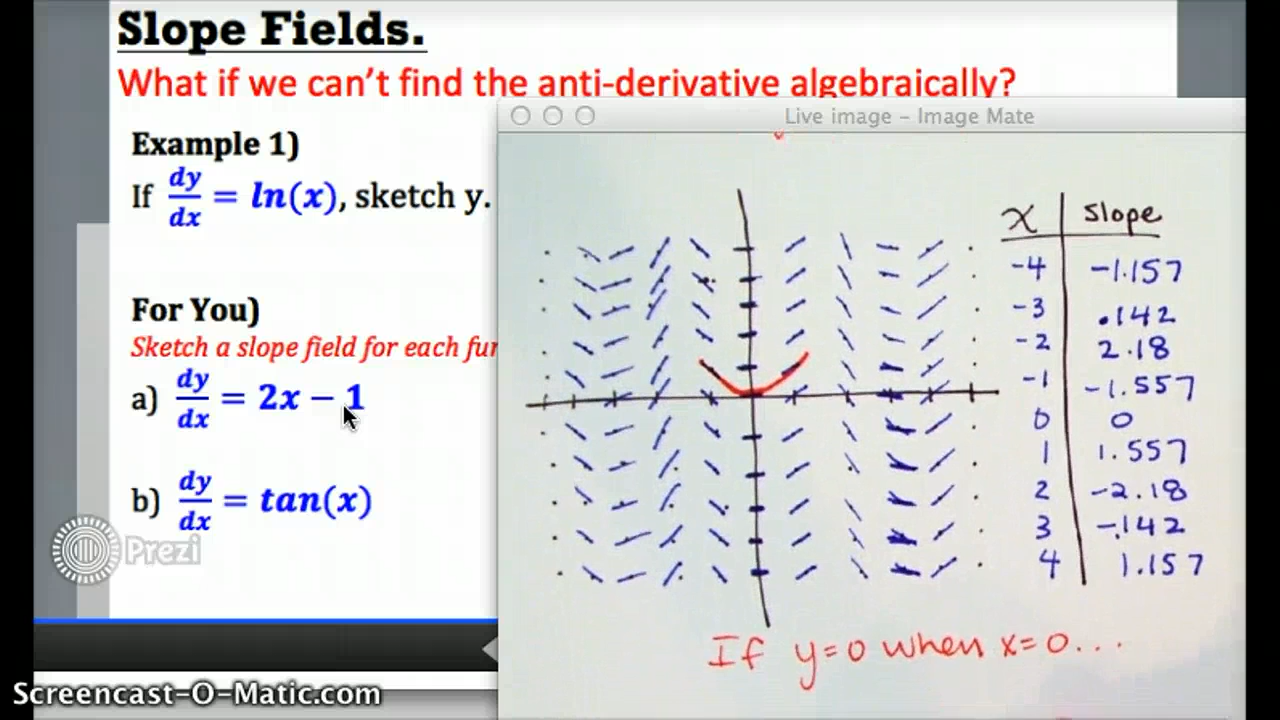 Slope Fields.
What if we can't find the anti-derivative algebraically?
Example 1)
If dy/dx = ln(x), sketch y.
For You)
Sketch a slope field for each fun
a) dy/dx = 2x − 1
b) dy/dx = tan(x)
Prezi
Screencast-O-Matic.com
Live image - Image Mate
x slope
-4 -1.157
-3 .142
-2 2.18
-1 -1.557
0 0
1 1.557
2 -2.18
3 -.142
4 1.157
If y=0 when x=0...